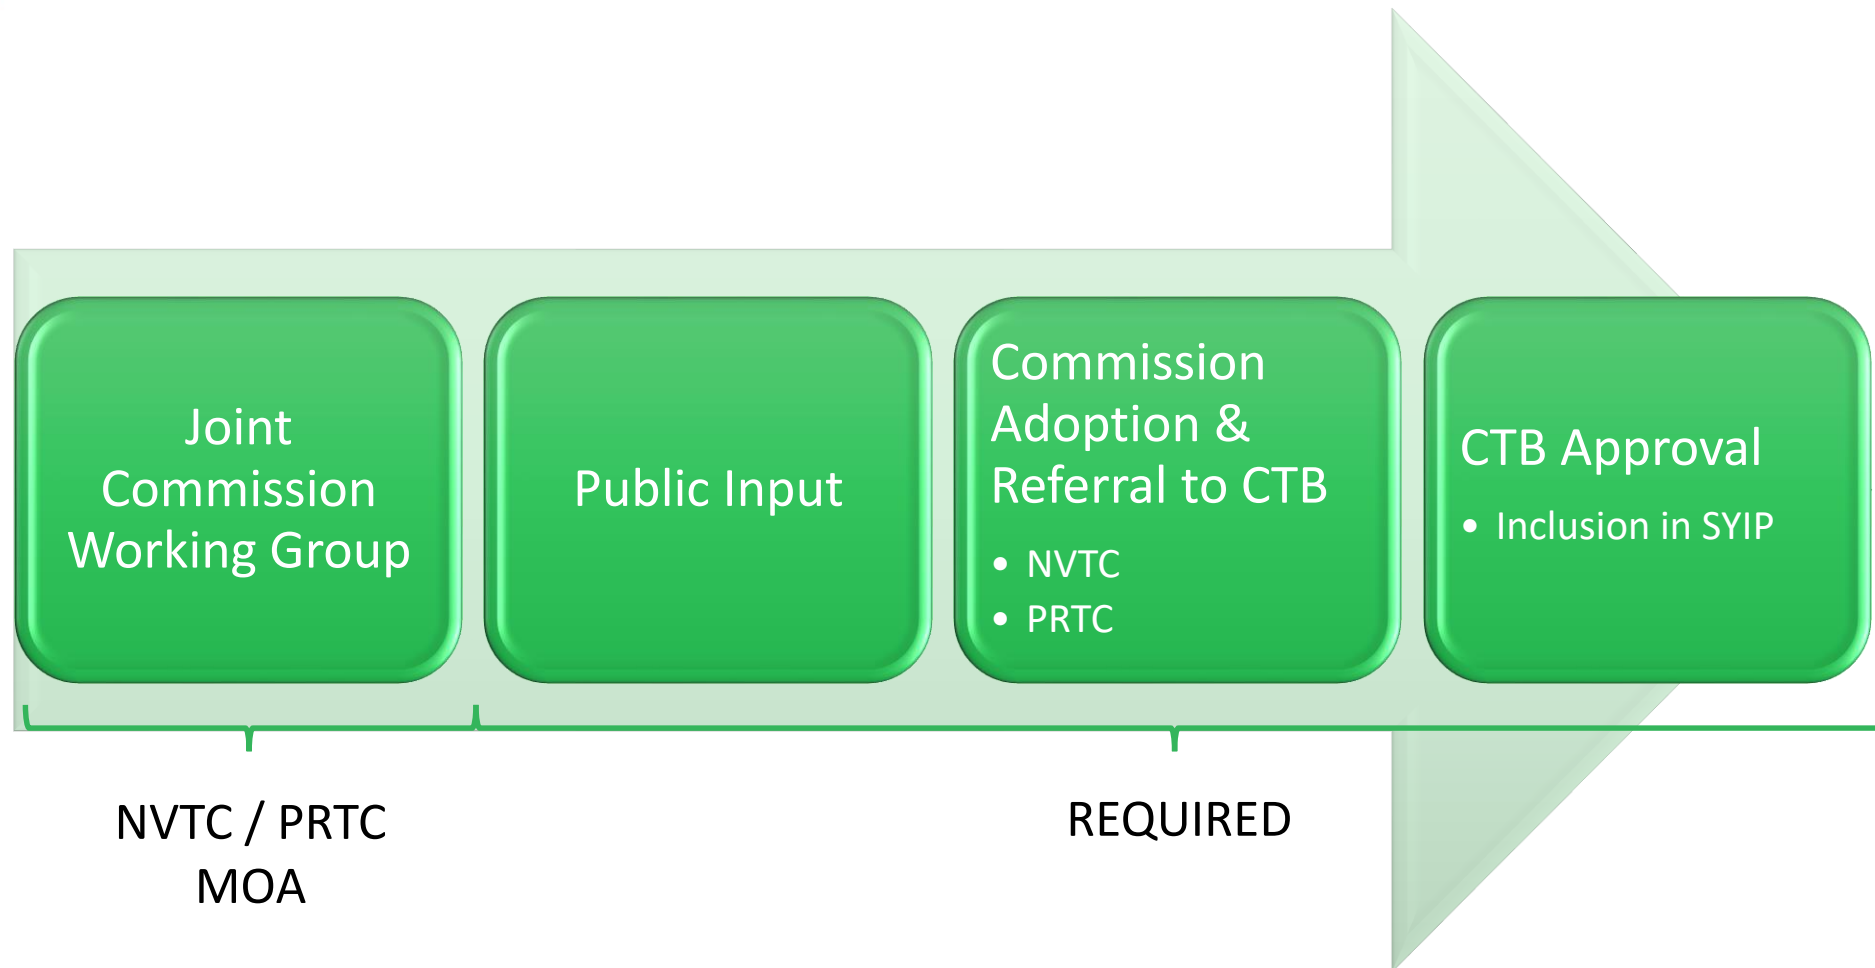 Joint
Commission
Working Group
Public Input
Commission
Adoption &
Referral to CTB
• NVTC
• PRTC
CTB Approval
• Inclusion in SYIP
NVTC / PRTC
MOA
REQUIRED